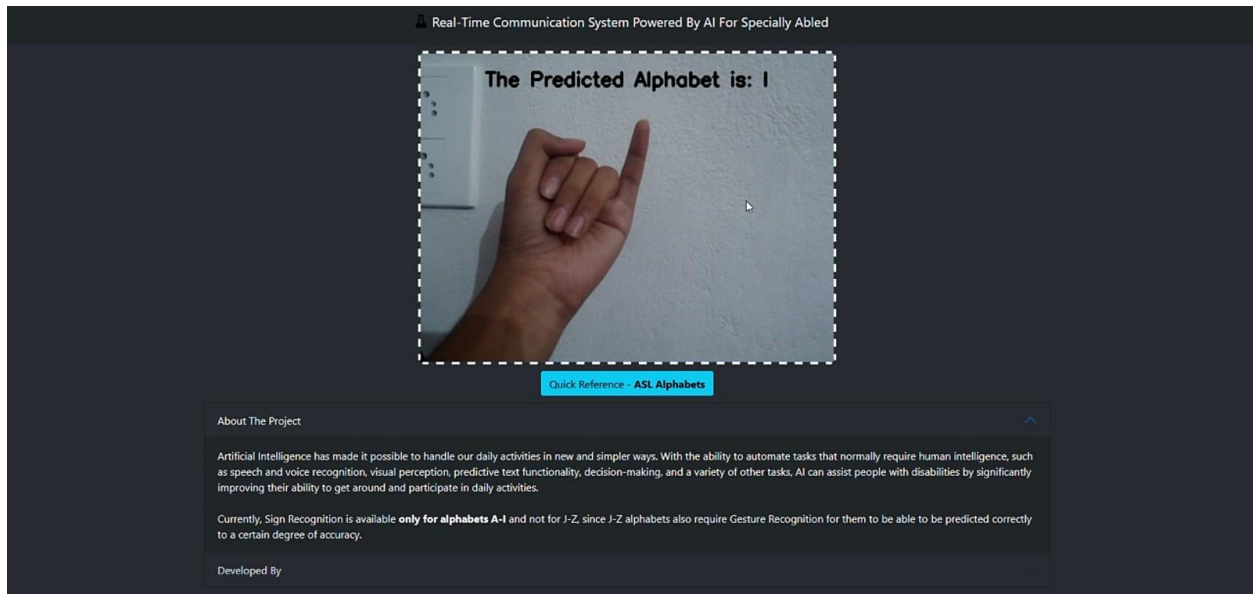 Real-Time Communication System Powered By AI For Specially Abled
The Predicted Alphabet is: I
Quick Reference - ASL Alphabets
About The Project
Artificial Intelligence has made it possible to handle our daily activities in new and simpler ways. With the ability to automate tasks that normally require human intelligence, such
as speech and voice recognition, visual perception, predictive text functionality, decision-making, and a variety of other tasks, AI can assist people with disabilities by significantly
improving their ability to get around and participate in daily activities.
Currently, Sign Recognition is available only for alphabets A-I and not for J-Z, since J-Z alphabets also require Gesture Recognition for them to be able to be predicted correctly
to a certain degree of accuracy.
Developed By